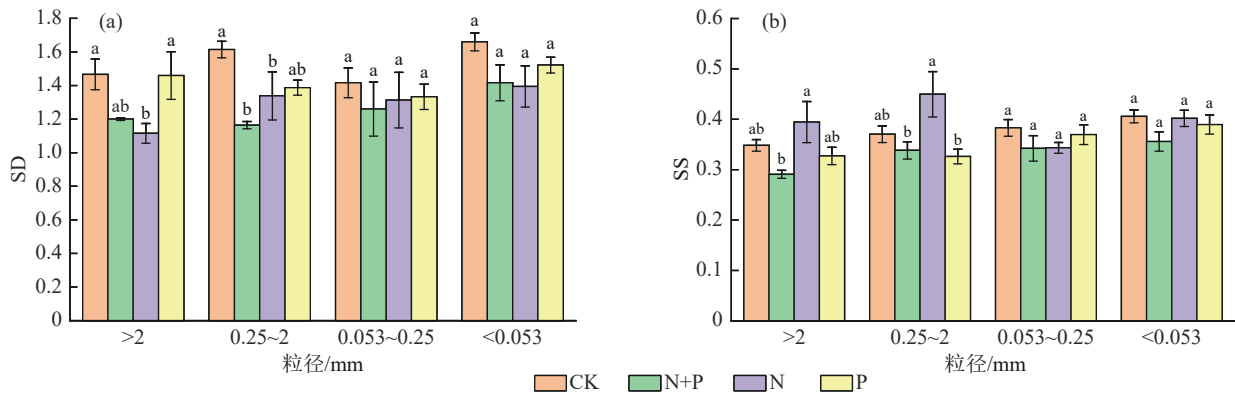 (a)
SD
1.8
1.6
1.4
1.2
1.0
0.8
0.6
0.4
0.2
0
a ab b a
a b b ab
a a a a
a a a a
>2 0.25~2 0.053~0.25 <0.053
粒径/mm
(b)
SS
0.6
0.5
0.4
0.3
0.2
0.1
0
ab b a ab
ab b a b
a a a a
a a a a
>2 0.25~2 0.053~0.25 <0.053
粒径/mm
CK N+P N P